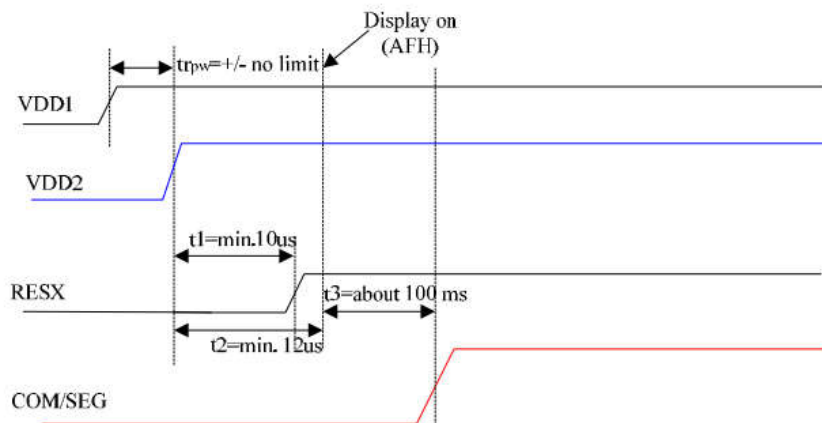 Display on
(AFH)
trpw=+/- no limit
VDD1
VDD2
t1=min.10us
RESX
t3=about 100 ms
t2=min. 12us
COM/SEG